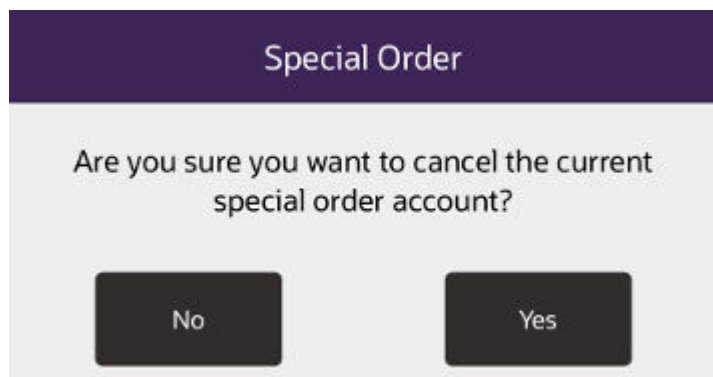 Special Order
Are you sure you want to cancel the current
special order account?
No
Yes